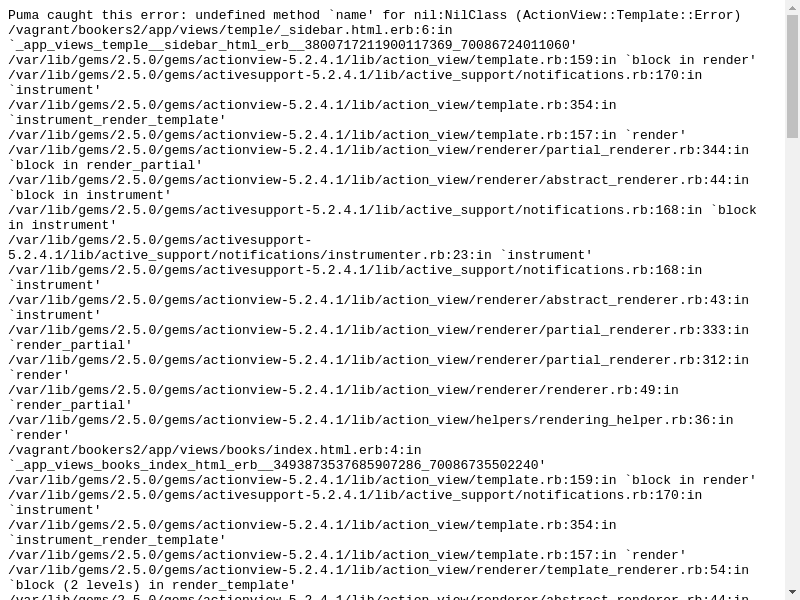 Puma caught this error: undefined method `name' for nil:NilClass (ActionView::Template::Error)
/vagrant/bookers2/app/views/temple/_sidebar.html.erb:6:in
`_app_views_temple__sidebar_html_erb__3800717211900117369_70086724011060'
/var/lib/gems/2.5.0/gems/actionview-5.2.4.1/lib/action_view/template.rb:159:in `block in render'
/var/lib/gems/2.5.0/gems/activesupport-5.2.4.1/lib/active_support/notifications.rb:170:in
`instrument'
/var/lib/gems/2.5.0/gems/actionview-5.2.4.1/lib/action_view/template.rb:354:in
`instrument_render_template'
/var/lib/gems/2.5.0/gems/actionview-5.2.4.1/lib/action_view/template.rb:157:in `render'
/var/lib/gems/2.5.0/gems/actionview-5.2.4.1/lib/action_view/renderer/partial_renderer.rb:344:in
`block in render_partial'
/var/lib/gems/2.5.0/gems/actionview-5.2.4.1/lib/action_view/renderer/abstract_renderer.rb:44:in
`block in instrument'
/var/lib/gems/2.5.0/gems/activesupport-5.2.4.1/lib/active_support/notifications.rb:168:in `block
in instrument'
/var/lib/gems/2.5.0/gems/activesupport-
5.2.4.1/lib/active_support/notifications/instrumenter.rb:23:in `instrument'
/var/lib/gems/2.5.0/gems/activesupport-5.2.4.1/lib/active_support/notifications.rb:168:in
`instrument'
/var/lib/gems/2.5.0/gems/actionview-5.2.4.1/lib/action_view/renderer/abstract_renderer.rb:43:in
`instrument'
/var/lib/gems/2.5.0/gems/actionview-5.2.4.1/lib/action_view/renderer/partial_renderer.rb:333:in
`render_partial'
/var/lib/gems/2.5.0/gems/actionview-5.2.4.1/lib/action_view/renderer/partial_renderer.rb:312:in
`render'
/var/lib/gems/2.5.0/gems/actionview-5.2.4.1/lib/action_view/renderer/renderer.rb:49:in
`render_partial'
/var/lib/gems/2.5.0/gems/actionview-5.2.4.1/lib/action_view/helpers/rendering_helper.rb:36:in
`render'
/vagrant/bookers2/app/views/books/index.html.erb:4:in
`_app_views_books_index_html_erb__3493873537685907286_70086735502240'
/var/lib/gems/2.5.0/gems/actionview-5.2.4.1/lib/action_view/template.rb:159:in `block in render'
/var/lib/gems/2.5.0/gems/activesupport-5.2.4.1/lib/active_support/notifications.rb:170:in
`instrument'
/var/lib/gems/2.5.0/gems/actionview-5.2.4.1/lib/action_view/template.rb:354:in
`instrument_render_template'
/var/lib/gems/2.5.0/gems/actionview-5.2.4.1/lib/action_view/template.rb:157:in `render'
/var/lib/gems/2.5.0/gems/actionview-5.2.4.1/lib/action_view/renderer/template_renderer.rb:54:in
`block (2 levels) in render_template'
/var/lib/gems/2.5.0/gems/actionview-5.2.4.1/lib/action_view/renderer/abstract_renderer.rb:44:in